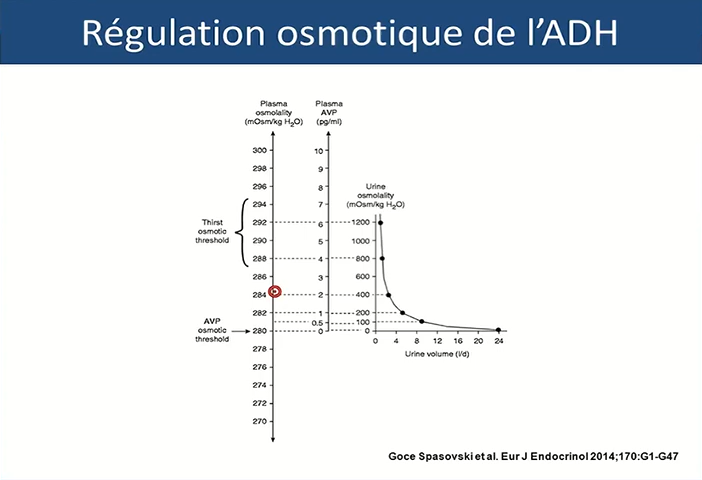 Régulation osmotique de l'ADH
Plasma
osmolality
(mOsm/kg H₂O)
Plasma
AVP
(pg/ml)
300
298
296
294
292
290
288
286
284
282
280
278
276
274
272
270
10
9
8
7
6
5
4
3
2
1
0.5
0
Thirst
osmotic
threshold
AVP
osmotic
threshold
Urine
osmolality
(mOsm/kg H₂O)
1200
1000
800
600
400
200
100
0
0 4 8 12 16 20 24
Urine volume (l/d)
Goce Spasovski et al. Eur J Endocrinol 2014;170:G1-G47